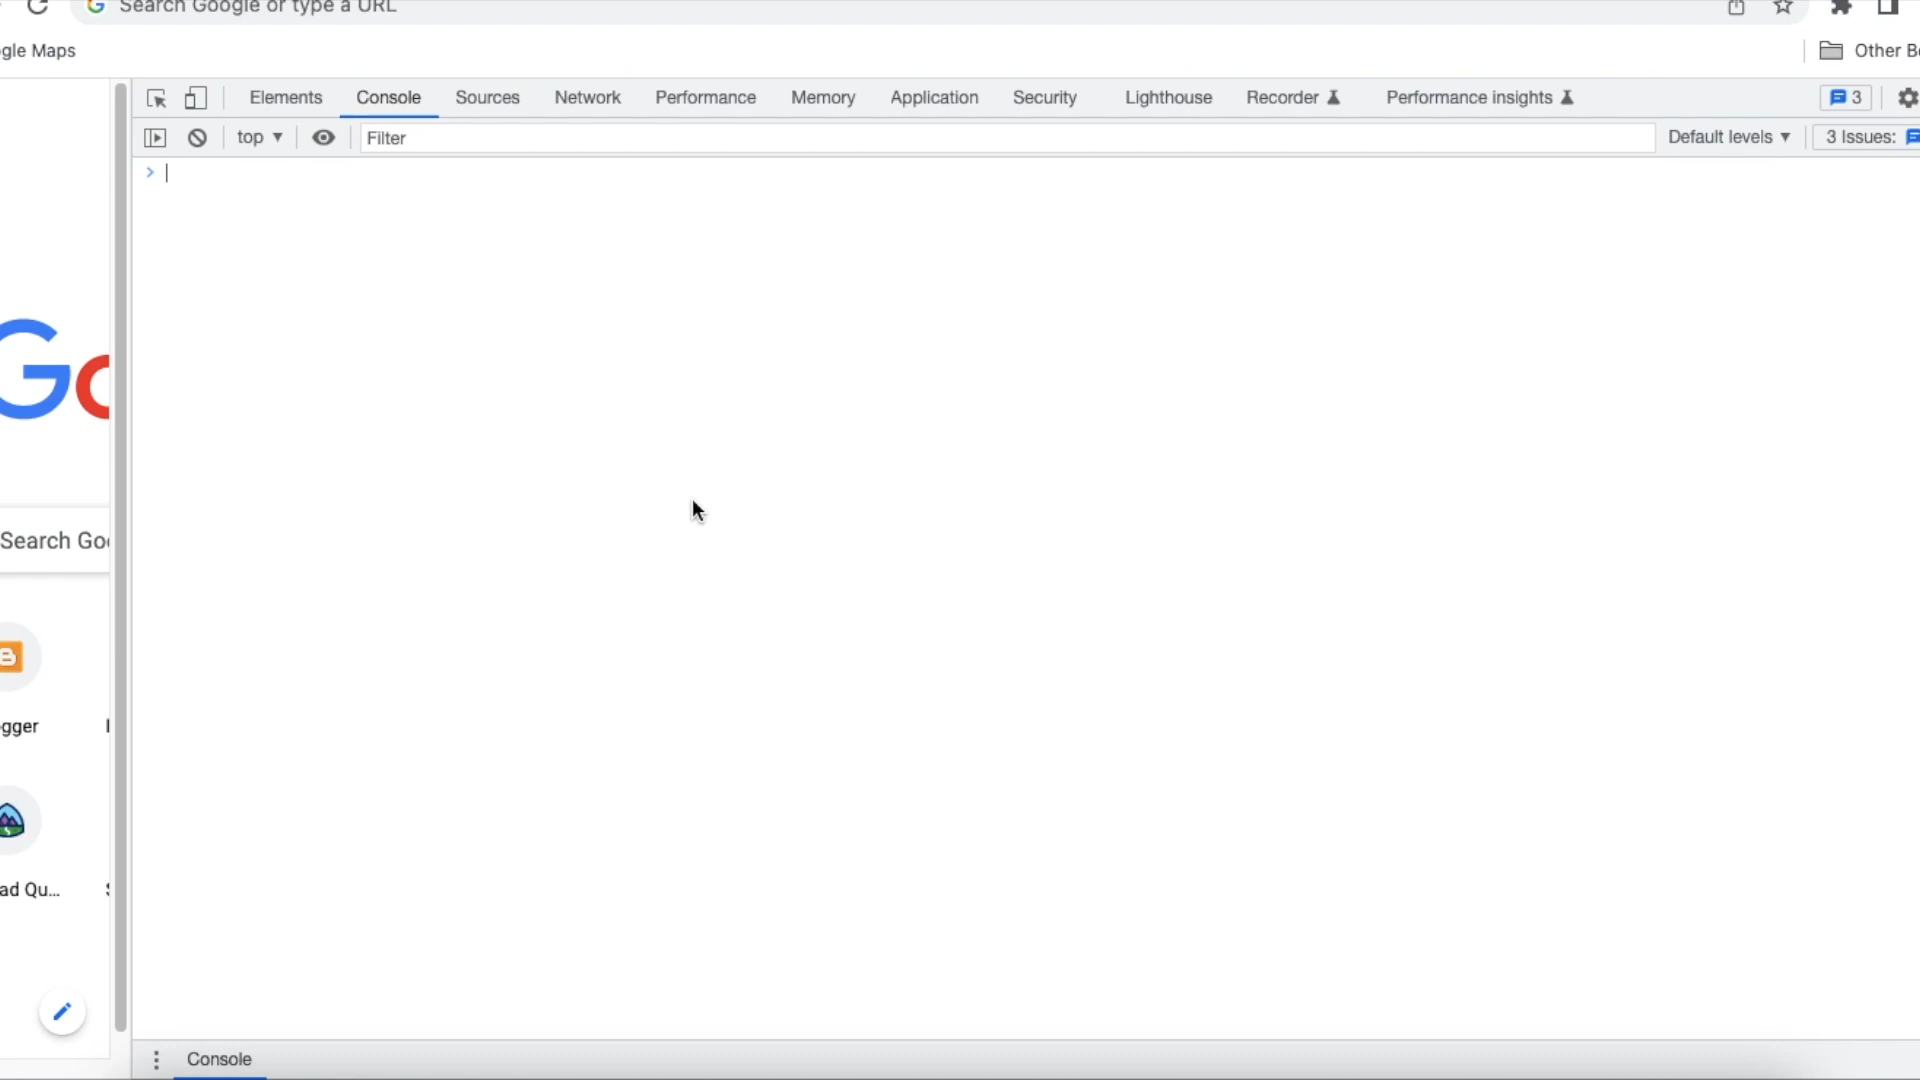 Search Google or type a URL
gle Maps
Other B
Elements Console Sources Network Performance Memory Application Security Lighthouse Recorder Performance insights 3
top Filter Default levels 3 Issues:
>
Go
Search Go
gger
ad Qu...
Console